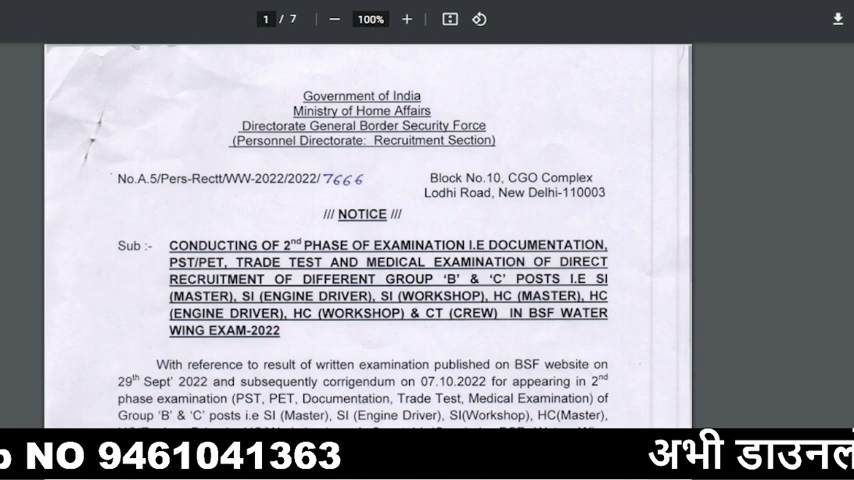 1 / 7 100%
Government of India
Ministry of Home Affairs
Directorate General Border Security Force
(Personnel Directorate: Recruitment Section)
No.A.5/Pers-Rectt/WW-2022/2022/7666
Block No.10, CGO Complex
Lodhi Road, New Delhi-110003
/// NOTICE ///
Sub :- CONDUCTING OF 2nd PHASE OF EXAMINATION I.E DOCUMENTATION,
PST/PET, TRADE TEST AND MEDICAL EXAMINATION OF DIRECT
RECRUITMENT OF DIFFERENT GROUP 'B' & 'C' POSTS I.E SI
(MASTER), SI (ENGINE DRIVER), SI (WORKSHOP), HC (MASTER), HC
(ENGINE DRIVER), HC (WORKSHOP) & CT (CREW) IN BSF WATER
WING EXAM-2022
With reference to result of written examination published on BSF website on
29th Sept' 2022 and subsequently corrigendum on 07.10.2022 for appearing in 2nd
phase examination (PST, PET, Documentation, Trade Test, Medical Examination) of
Group 'B' & 'C' posts i.e SI (Master), SI (Engine Driver), SI(Workshop), HC(Master),
NO 9461041363 अभी